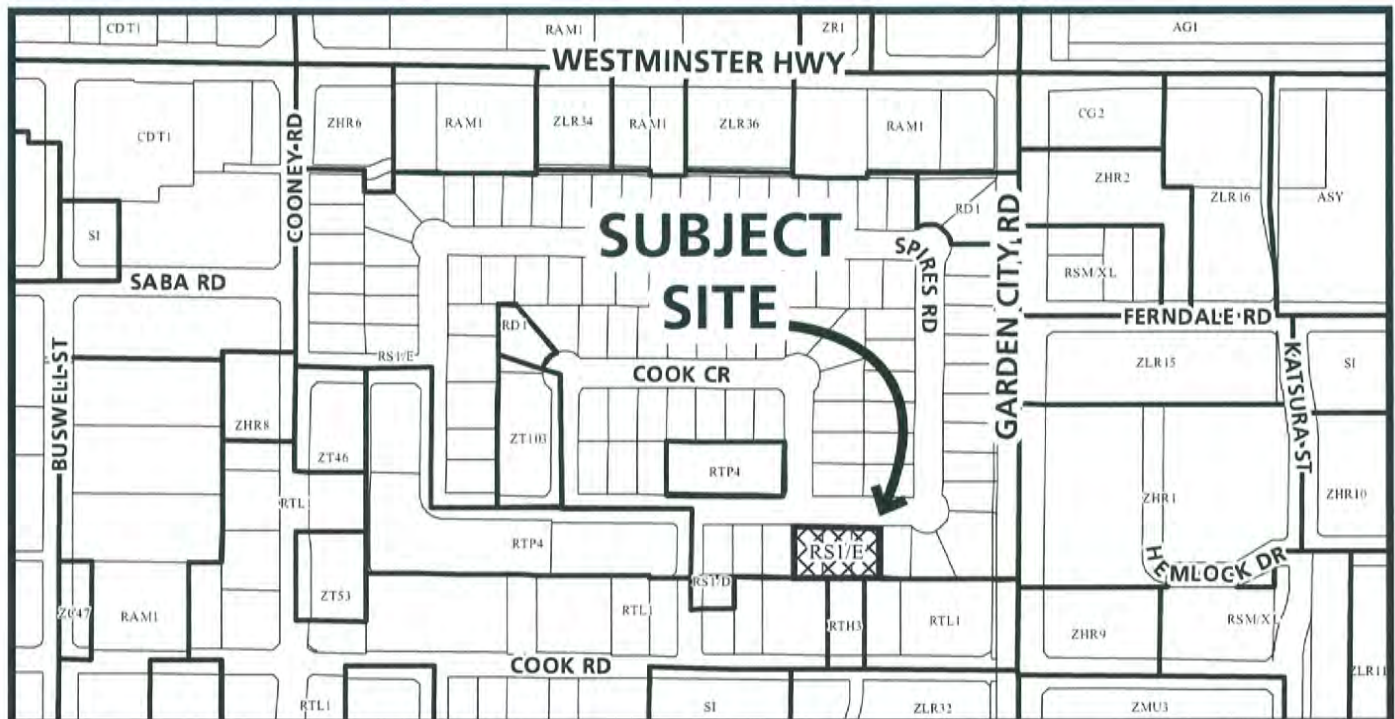 CDT1
RAM1
ZR1
AG1
WESTMINSTER HWY
CDT1
COONEY RD
ZHR6
RAM1
ZLR34
RAM1
ZLR36
RAM1
CG2
ZHR2
ZLR16
ASY
SI
SABA RD
SUBJECT
SITE
SPIRES RD
RD1
GARDEN CITY RD
RSM/XL
FERNDALE RD
BUSWELL ST
RS1/E
RD1
COOK CR
ZLR15
KATSURA ST
SI
ZHR8
ZT46
ZT103
RTP4
RTL1
ZHR1
ZHR10
RTP4
RS1/E
HEMLOCK DR
ZT53
RS1/D
RTL1
RTH3
RTL1
RAM1
ZHR9
RSM/XL
COOK RD
ZLR11
RTL1
SI
ZLR32
ZMU3